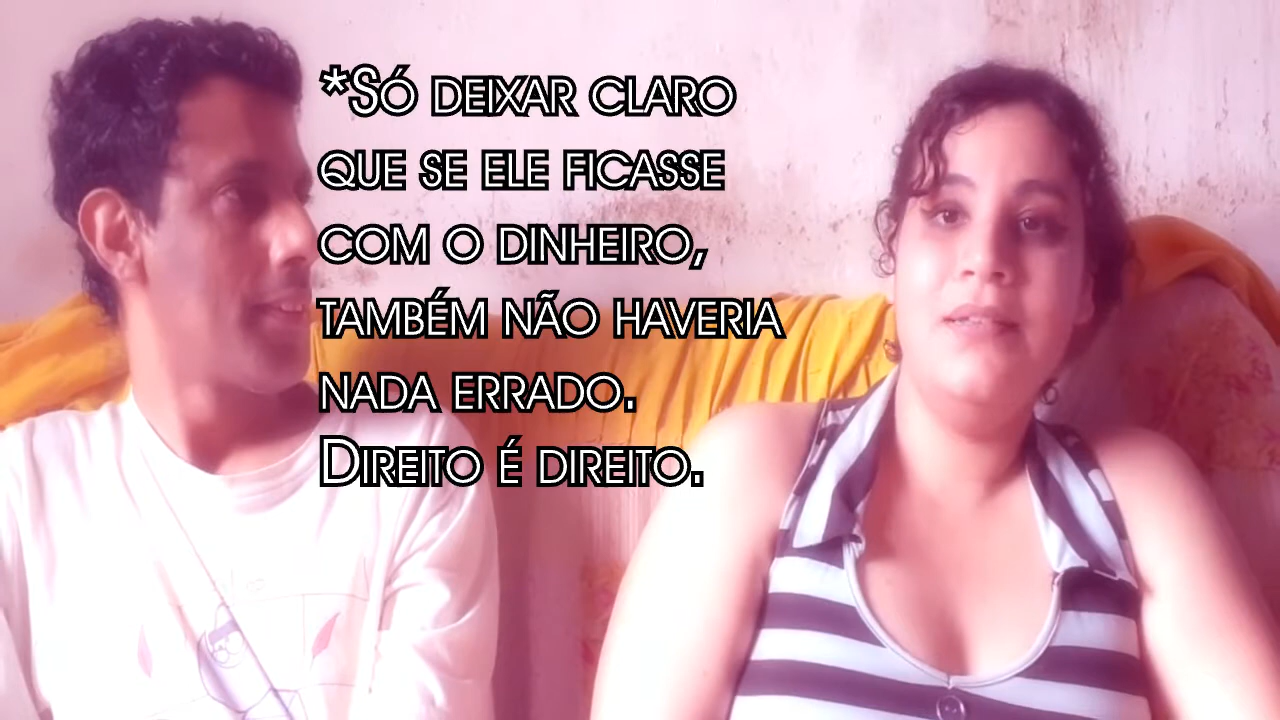 *Só deixar claro
que se ele ficasse
com o dinheiro,
também não haveria
nada errado.
Direito é direito.